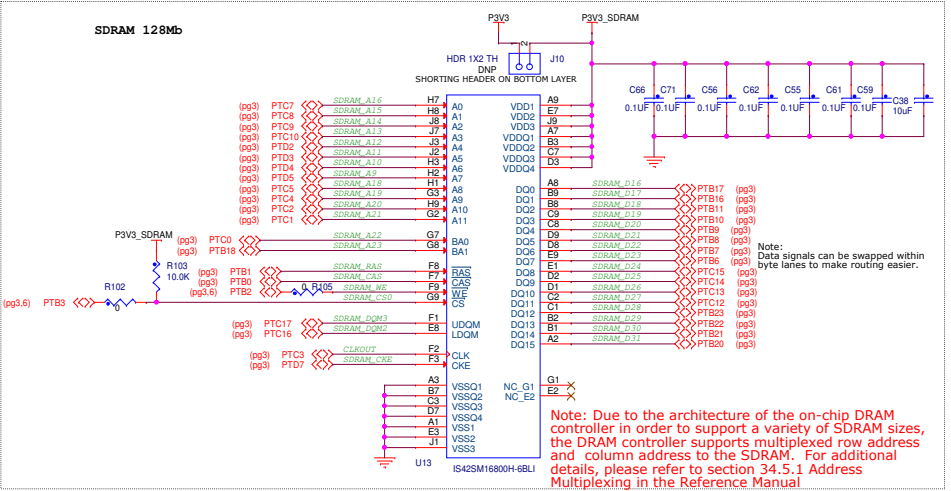 SDRAM 128Mb
P3V3
P3V3_SDRAM
1
2
HDR 1X2 TH
J10
DNP
SHORTING HEADER ON BOTTOM LAYER
C66
0.1UF
C71
0.1UF
C56
0.1UF
C62
0.1UF
C55
0.1UF
C61
0.1UF
C59
0.1UF
C38
10uF
(pg3) PTC7 SDRAM_A16 H7 A0
(pg3) PTC8 SDRAM_A15 H8 A1
(pg3) PTC9 SDRAM_A14 J8 A2
(pg3) PTC10 SDRAM_A13 J7 A3
(pg3) PTD2 SDRAM_A12 J3 A4
(pg3) PTD3 SDRAM_A11 J2 A5
(pg3) PTD4 SDRAM_A10 H3 A6
(pg3) PTD5 SDRAM_A9 H2 A7
(pg3) PTC5 SDRAM_A18 H1 A8
(pg3) PTC4 SDRAM_A19 G3 A9
(pg3) PTC2 SDRAM_A20 H9 A10
(pg3) PTC1 SDRAM_A21 G2 A11
VDD1 A9
VDD2 E7
VDD3 J9
VDDQ1 A7
VDDQ2 B3
VDDQ3 C7
VDDQ4 D3
DQ0 A8 SDRAM_D16 PTB17 (pg3)
DQ1 B9 SDRAM_D17 PTB16 (pg3)
DQ2 B8 SDRAM_D18 PTB11 (pg3)
DQ3 C9 SDRAM_D19 PTB10 (pg3)
DQ4 C8 SDRAM_D20 PTB9 (pg3)
DQ5 D9 SDRAM_D21 PTB8 (pg3)
DQ6 D8 SDRAM_D22 PTB7 (pg3)
DQ7 E9 SDRAM_D23 PTB6 (pg3)
DQ8 E1 SDRAM_D24 PTC15 (pg3)
DQ9 D2 SDRAM_D25 PTC14 (pg3)
DQ10 D1 SDRAM_D26 PTC13 (pg3)
DQ11 C2 SDRAM_D27 PTC12 (pg3)
DQ12 C1 SDRAM_D28 PTB23 (pg3)
DQ13 B2 SDRAM_D29 PTB22 (pg3)
DQ14 B1 SDRAM_D30 PTB21 (pg3)
DQ15 A2 SDRAM_D31 PTB20 (pg3)
Note:
Data signals can be swapped within
byte lanes to make routing easier.
P3V3_SDRAM
(pg3) PTC0 SDRAM_A22 G7 BA0
(pg3) PTB18 SDRAM_A23 G8 BA1
R103
10.0K
(pg3) PTB1 SDRAM_RAS F8 RAS
(pg3) PTB0 SDRAM_CAS F7 CAS
(pg3,6) PTB2 0 R105 SDRAM_WE F9 WE
(pg3,6) PTB3 R102 0 SDRAM_CS0 G9 CS
(pg3) PTC17 SDRAM_DQM3 F1 UDQM
(pg3) PTC16 SDRAM_DQM2 E8 LDQM
(pg3) PTC3 CLKOUT F2 CLK
(pg3) PTD7 SDRAM_CKE F3 CKE
A3 VSSQ1
B7 VSSQ2
C3 VSSQ3
D7 VSSQ4
A1 VSS1
E3 VSS2
J1 VSS3
NC_G1 G1
NC_E2 E2
U13
IS42SM16800H-6BLI
Note: Due to the architecture of the on-chip DRAM
controller in order to support a variety of SDRAM sizes,
the DRAM controller supports multiplexed row address
and column address to the SDRAM. For additional
details, please refer to section 34.5.1 Address
Multiplexing in the Reference Manual